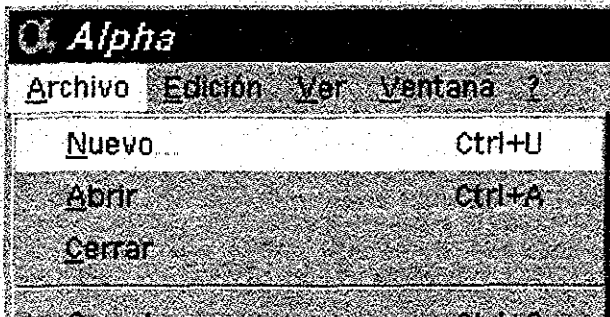 α Alpha
Archivo Edición Ver Ventana ?
Nuevo... Ctrl+U
Abrir Ctrl+A
Cerrar